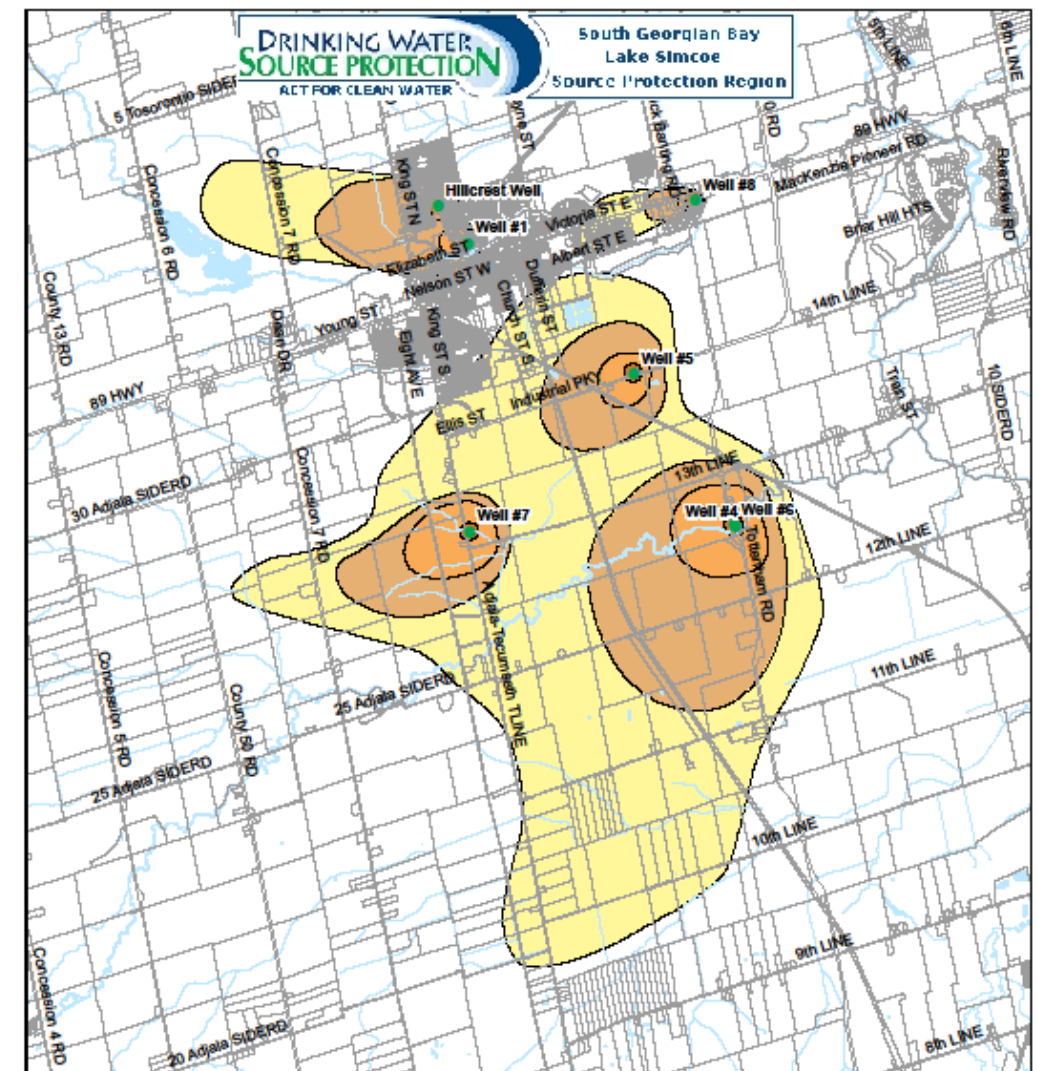 DRINKING WATER
SOURCE PROTECTION
ACT FOR CLEAN WATER
South Georgian Bay
Lake Simcoe
Source Protection Region
5th LINE
6th LINE
5 Tosorontio
89 HWY
MacKenzie Pioneer RD
Riverview RD
Concession 6 RD
Concession 7 RD
King ST N
Hillcrest Well
Well #8
Well #1
Victoria ST E
Albert ST E
Briar Hill HTS
Elizabeth ST
Nelson ST W
14th LINE
County 13 RD
Dean DR
Young ST
Eight AVE
King ST S
Church ST S
Dufferin ST
Well #5
Industrial PKY
89 HWY
Ellis ST
10 SIDERD
13th LINE
30 Adjala SIDERD
Concession 7 RD
Well #7
Well #4
Well #6
12th LINE
Tottenham RD
Adjala-Tecumseth TLINE
11th LINE
Concession 5 RD
County 50 RD
25 Adjala SIDERD
25 Adjala SIDERD
10th LINE
9th LINE
Concession 4 RD
20 Adjala SIDERD
8th LINE